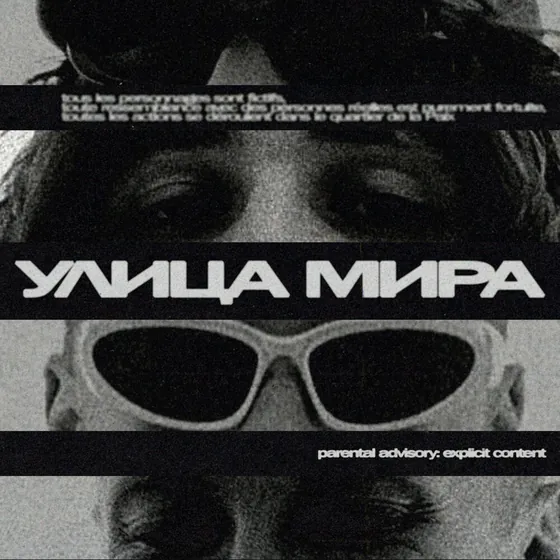 tous les personnages sont fictifs,
toute ressemblance avec des personnes réelles est purement fortuite,
toutes les actions se déroulent dans le quartier de la Paix
УЛИЦА МИРА
parental advisory: explicit content